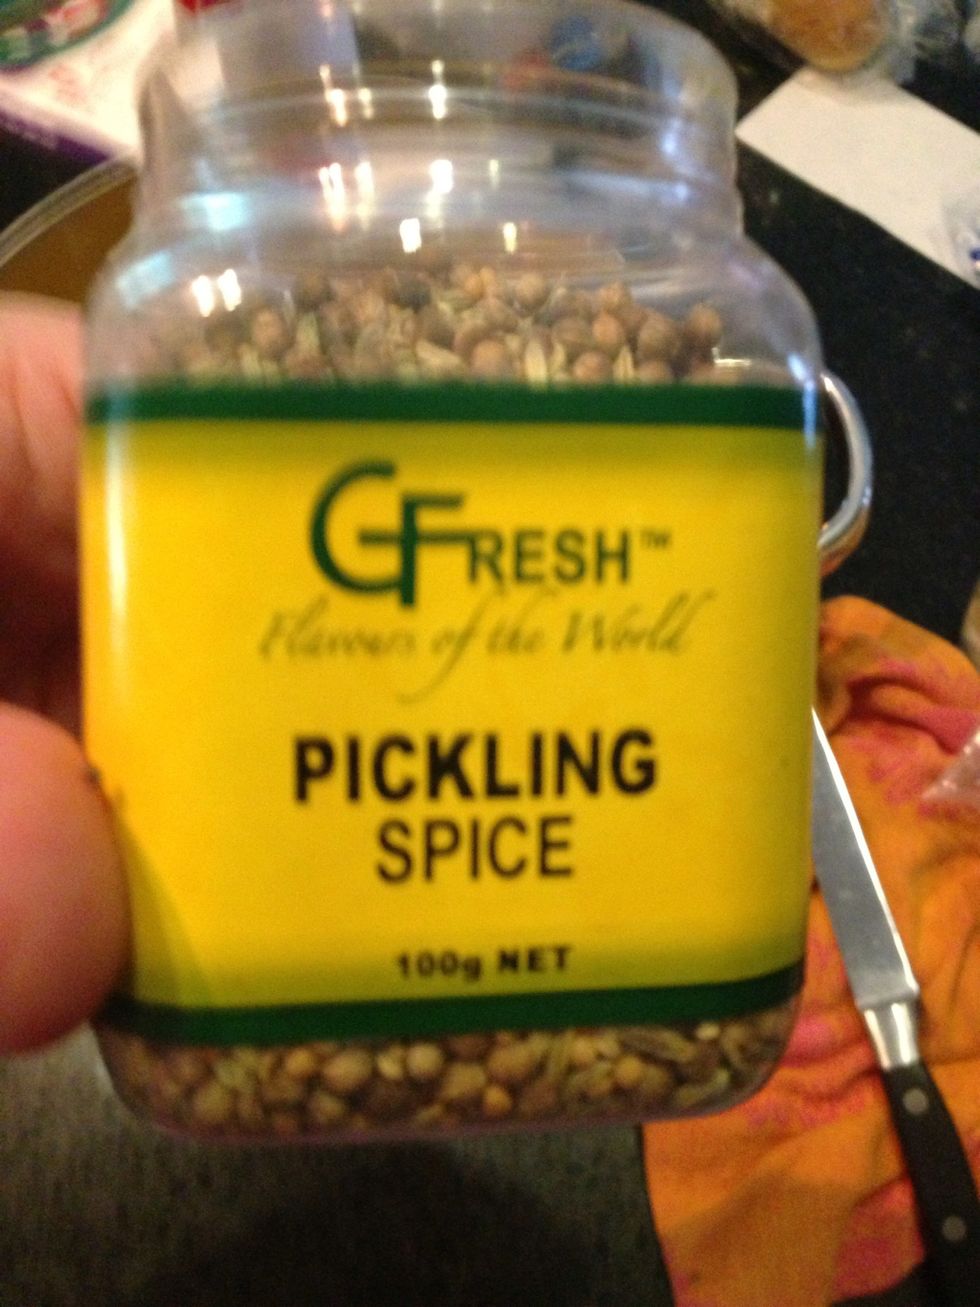 GFRESH™
Flavours of the World
PICKLING
SPICE
100g NET